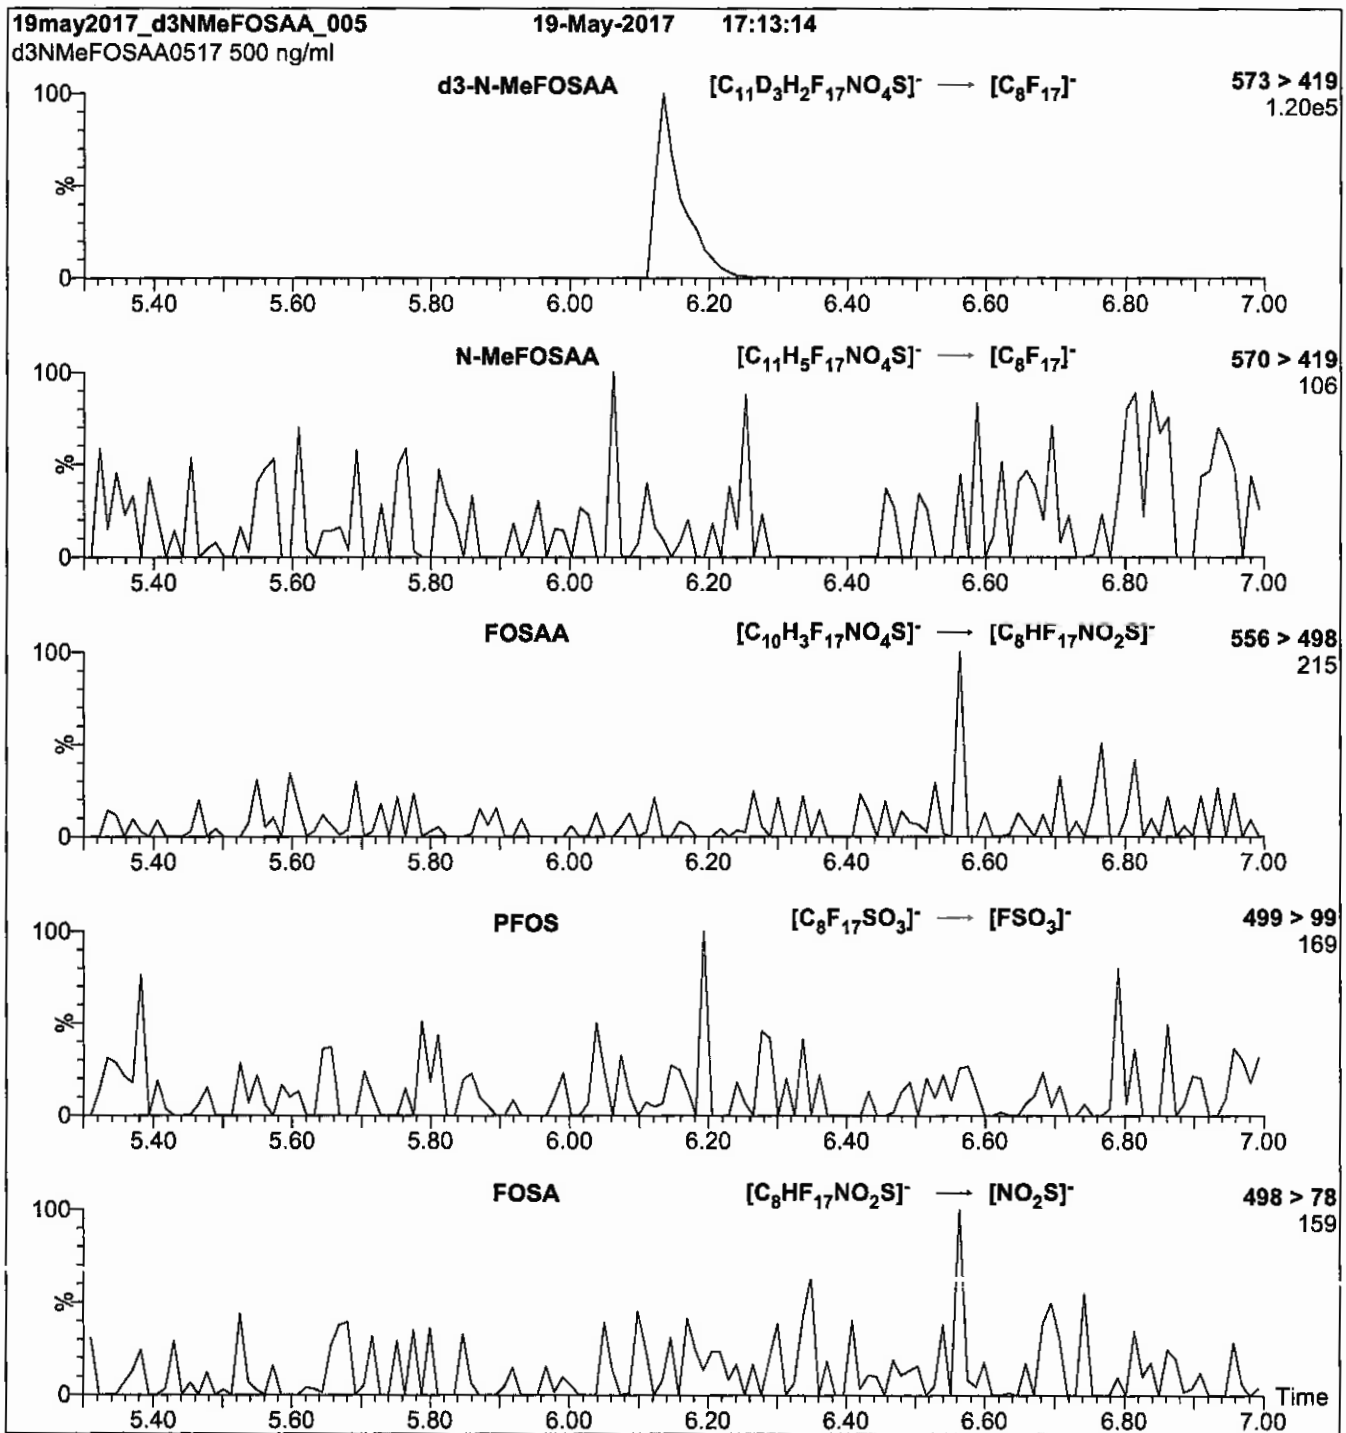 19may2017_d3NMeFOSAA_005 19-May-2017 17:13:14
d3NMeFOSAA0517 500 ng/ml
d3-N-MeFOSAA [C₁₁D₃H₂F₁₇NO₄S]⁻ → [C₈F₁₇]⁻ 573 > 419
1.20e5
100
%
0
5.40 5.60 5.80 6.00 6.20 6.40 6.60 6.80 7.00
N-MeFOSAA [C₁₁H₅F₁₇NO₄S]⁻ → [C₈F₁₇]⁻ 570 > 419
106
100
%
0
5.40 5.60 5.80 6.00 6.20 6.40 6.60 6.80 7.00
FOSAA [C₁₀H₃F₁₇NO₄S]⁻ → [C₈HF₁₇NO₂S]⁻ 556 > 498
215
100
%
0
5.40 5.60 5.80 6.00 6.20 6.40 6.60 6.80 7.00
PFOS [C₈F₁₇SO₃]⁻ → [FSO₃]⁻ 499 > 99
169
100
%
0
5.40 5.60 5.80 6.00 6.20 6.40 6.60 6.80 7.00
FOSA [C₈HF₁₇NO₂S]⁻ → [NO₂S]⁻ 498 > 78
159
100
%
0
Time
5.40 5.60 5.80 6.00 6.20 6.40 6.60 6.80 7.00